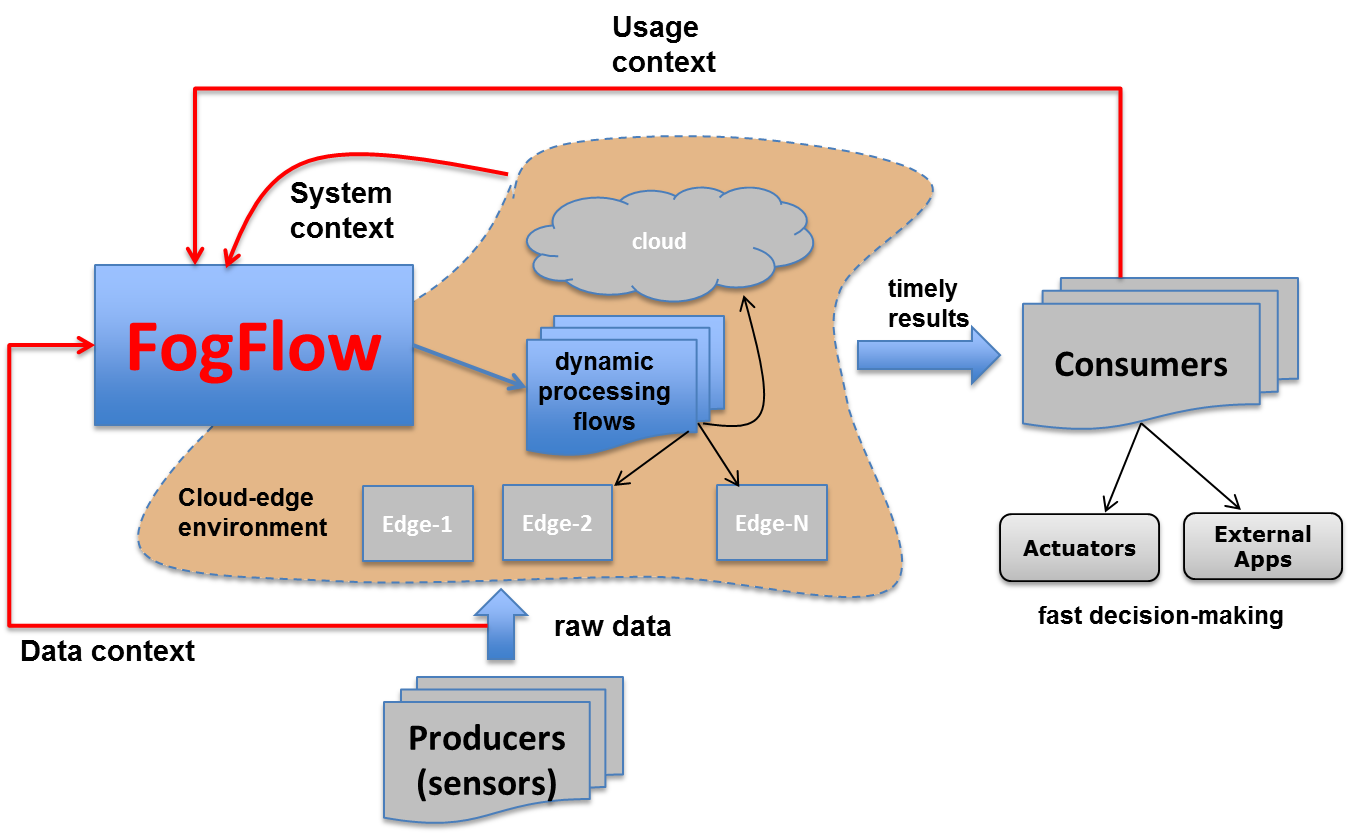 Usage
context
System
context
cloud
FogFlow
timely
results
dynamic
processing
flows
Consumers
Cloud-edge
environment
Edge-1
Edge-2
Edge-N
Actuators
External
Apps
fast decision-making
raw data
Data context
Producers
(sensors)